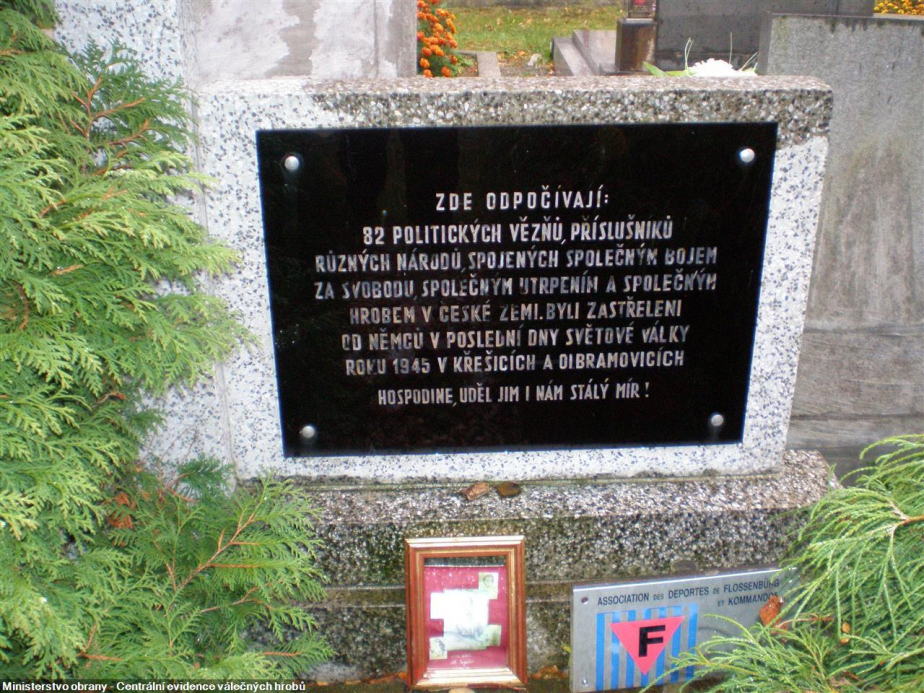 ZDE ODPOČÍVAJÍ:
82 POLITICKÝCH VĚZŇŮ, PŘÍSLUŠNÍKŮ
RŮZNÝCH NÁRODŮ, SPOJENÝCH SPOLEČNÝM BOJEM
ZA SVOBODU, SPOLEČNÝM UTRPENÍM A SPOLEČNÝM
HROBEM V ČESKÉ ZEMI. BYLI ZASTŘELENI
OD NĚMCŮ V POSLEDNÍ DNY SVĚTOVÉ VÁLKY
ROKU 1945 V KŘEŠICÍCH A OLBRAMOVICÍCH
HOSPODINE, UDĚL JIM I NÁM STÁLÝ MÍR!
ASSOCIATION DES DEPORTES DE FLOSSENBÜRG
ET KOMMANDOS
F
Ministerstvo obrany - Centrální evidence válečných hrobů